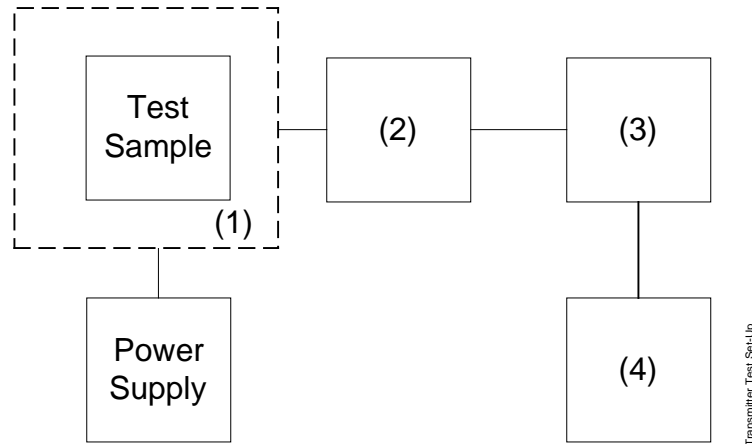 Test
Sample
(1)
(2)
(3)
Power
Supply
(4)
Transmitter Test Set-Up